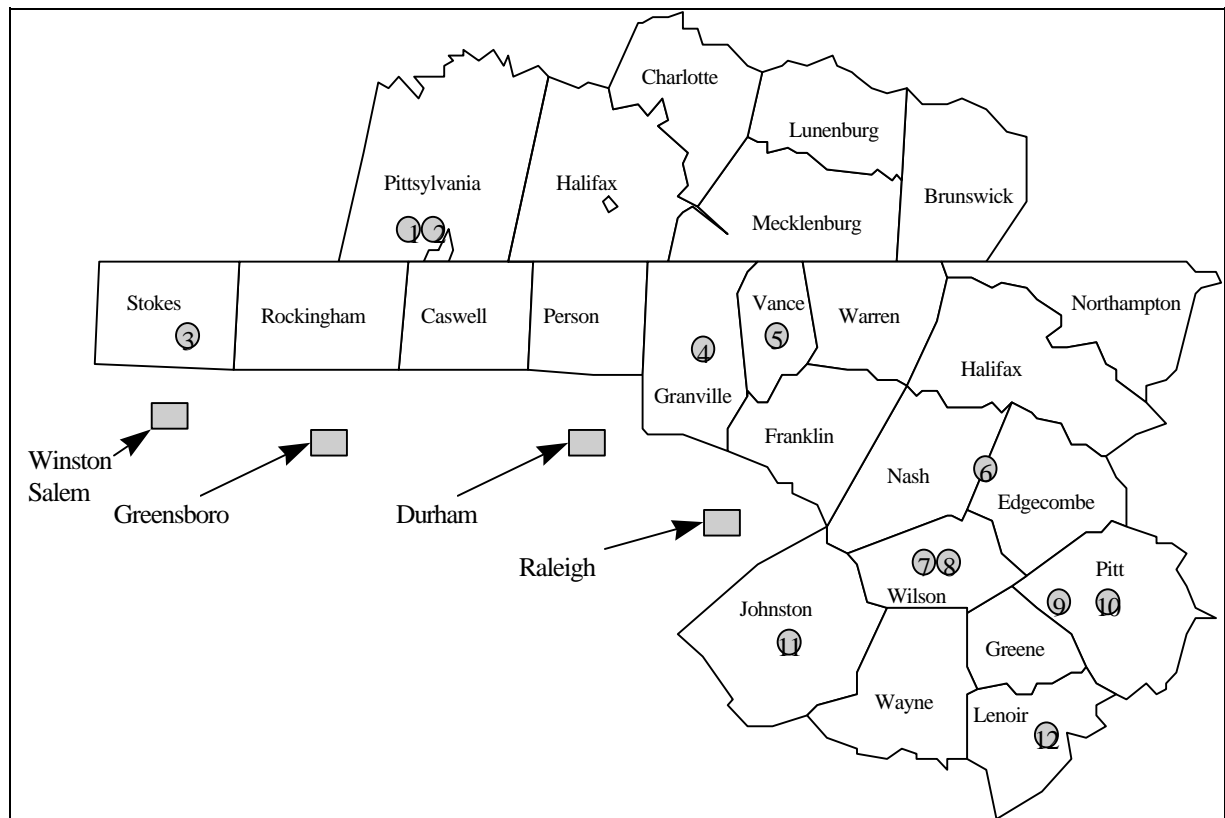 Charlotte
Lunenburg
Pittsylvania
Halifax
Brunswick
Mecklenburg
1 2
Stokes
Rockingham
Caswell
Person
Vance
Warren
Northampton
3
4
5
Halifax
Granville
Franklin
Winston
Salem
Greensboro
Durham
Raleigh
Nash
6
Edgecombe
7 8
Wilson
Pitt
9
10
Johnston
11
Greene
Wayne
Lenoir
12